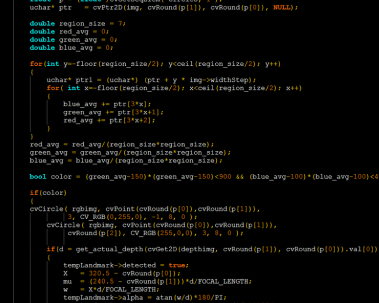 uchar* ptr = cvPtr2D(img, cvRound(p[1]), cvRound(p[0]), NULL);
double region_size = 7;
double red_avg = 0;
double green_avg = 0;
double blue_avg = 0;
for(int y=-floor(region_size/2); y<ceil(region_size/2); y++)
{
uchar* ptr1 = (uchar*) (ptr + y * img->widthStep);
for( int x=-floor(region_size/2); x<ceil(region_size/2); x++)
{
blue_avg += ptr[3*x];
green_avg += ptr[3*x+1];
red_avg += ptr[3*x+2];
}
}
red_avg = red_avg/(region_size*region_size);
green_avg = green_avg/(region_size*region_size);
blue_avg = blue_avg/(region_size*region_size);
bool color = (green_avg-150)*(green_avg-150)<900 && (blue_avg-100)*(blue_avg-100)<4
if(color)
{
cvCircle( rgbimg, cvPoint(cvRound(p[0]),cvRound(p[1])),
3, CV_RGB(0,255,0), -1, 8, 0 );
cvCircle( rgbimg, cvPoint(cvRound(p[0]),cvRound(p[1])),
cvRound(p[2]), CV_RGB(255,0,0), 3, 8, 0 );
if(d = get_actual_depth(cvGet2D(depthimg, cvRound(p[1]), cvRound(p[0])).val[0])
{
tempLandmark->detected = true;
X = 320.5 - cvRound(p[0]);
mu = (240.5 - cvRound(p[1]))*d/FOCAL_LENGTH;
w = X*d/FOCAL_LENGTH;
tempLandmark->alpha = atan(w/d)*180/PI;